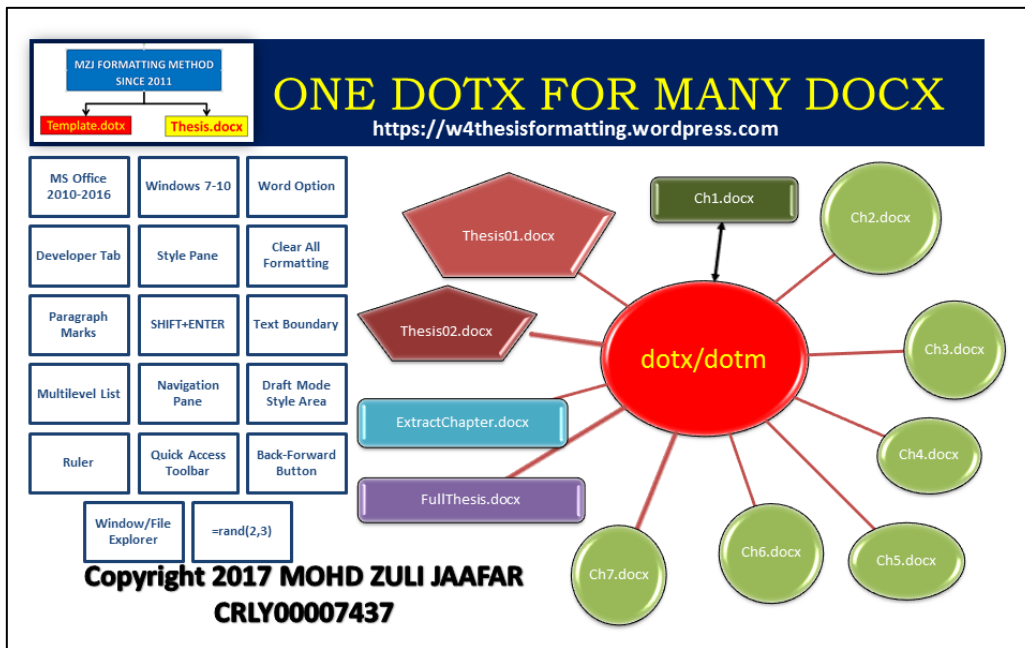 MZJ FORMATTING METHOD
SINCE 2011
Template.dotx
Thesis.docx
ONE DOTX FOR MANY DOCX
https://w4thesisformatting.wordpress.com
MS Office
2010-2016
Windows 7-10
Word Option
Developer Tab
Style Pane
Clear All
Formatting
Paragraph
Marks
SHIFT+ENTER
Text Boundary
Multilevel List
Navigation
Pane
Draft Mode
Style Area
Ruler
Quick Access
Toolbar
Back-Forward
Button
Window/File
Explorer
=rand(2,3)
Thesis01.docx
Ch1.docx
Ch2.docx
Thesis02.docx
dotx/dotm
Ch3.docx
ExtractChapter.docx
Ch4.docx
FullThesis.docx
Ch7.docx
Ch6.docx
Ch5.docx
Copyright 2017 MOHD ZULI JAAFAR
CRLY00007437